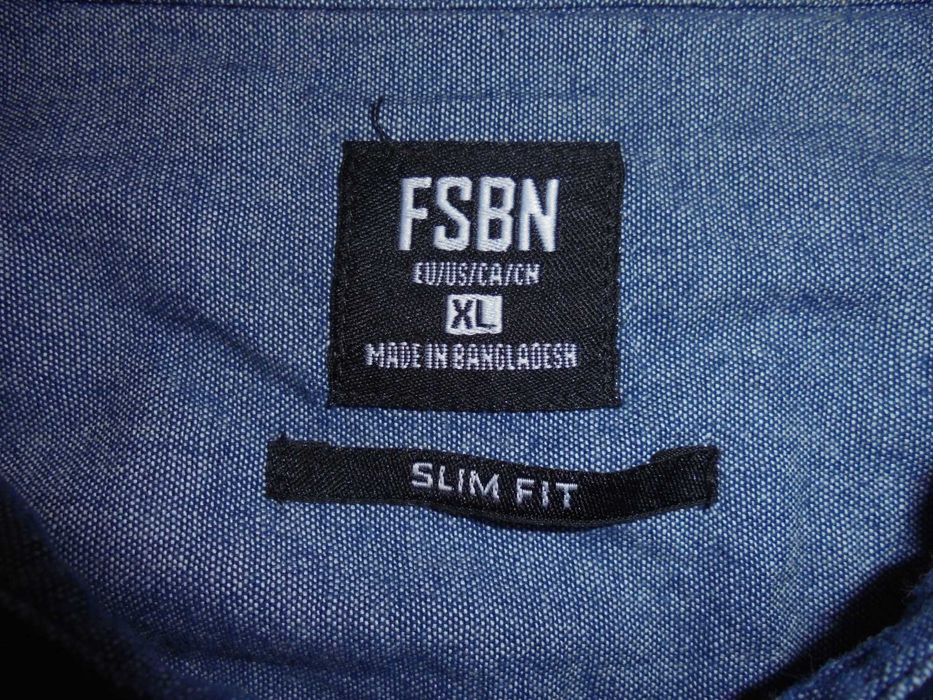 FSBN
EU/US/CA/CN
XL
MADE IN BANGLADESH
SLIM FIT